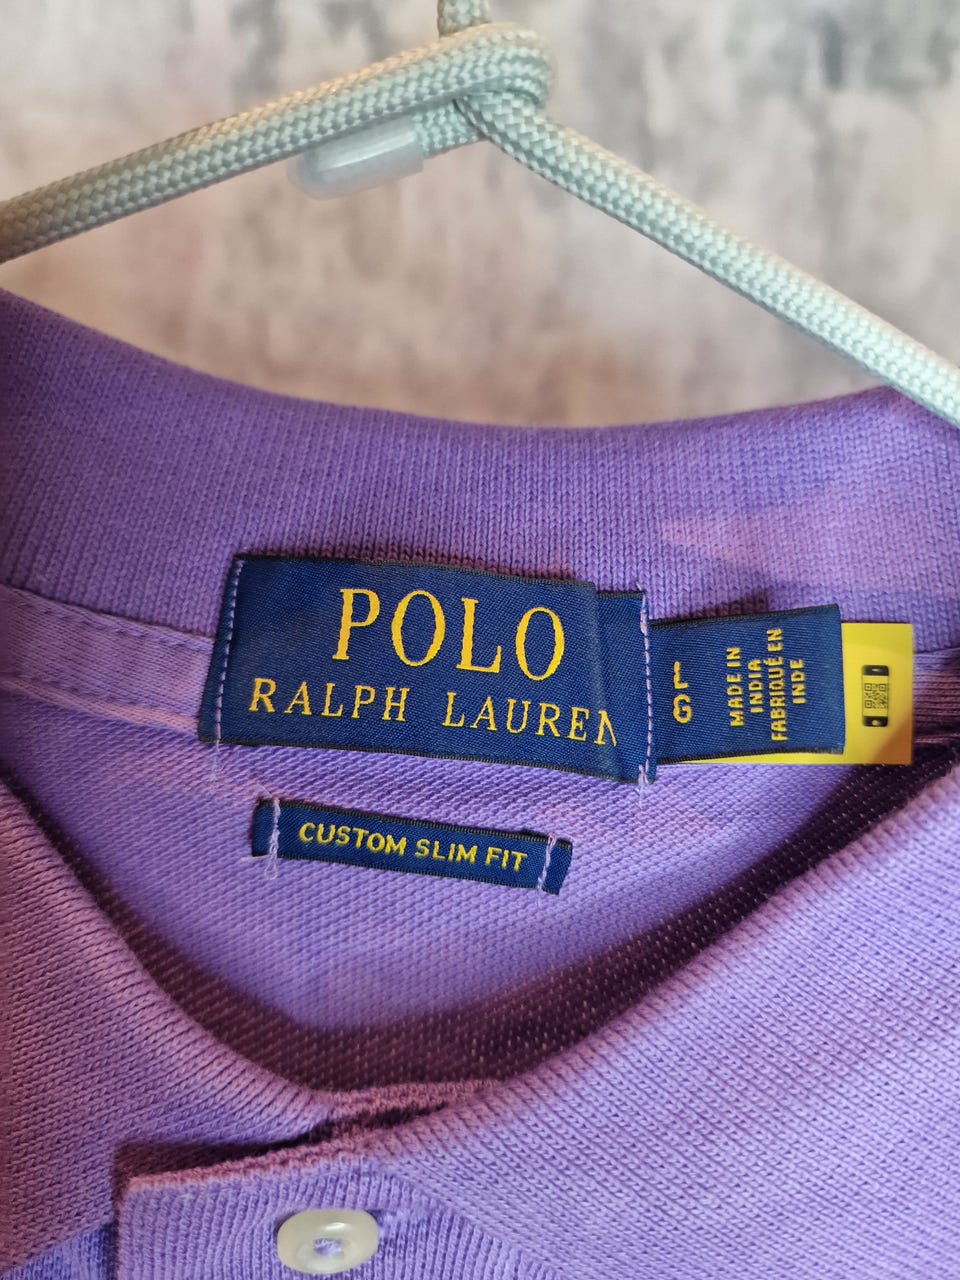 POLO
RALPH LAUREN
L
G
MADE IN
INDIA
FABRIQUÉ EN
INDE
CUSTOM SLIM FIT